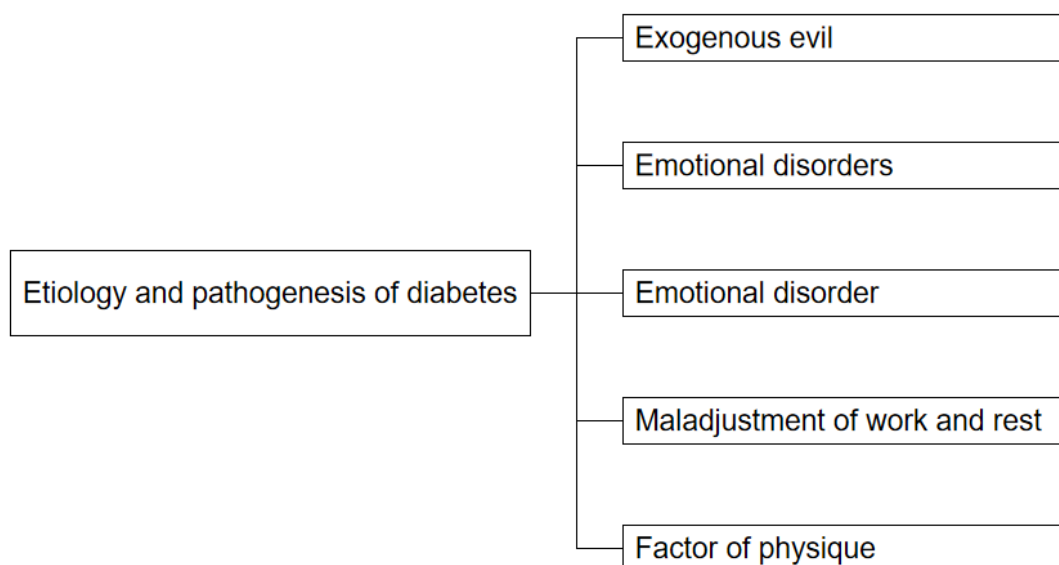 Exogenous evil
Emotional disorders
Etiology and pathogenesis of diabetes
Emotional disorder
Maladjustment of work and rest
Factor of physique